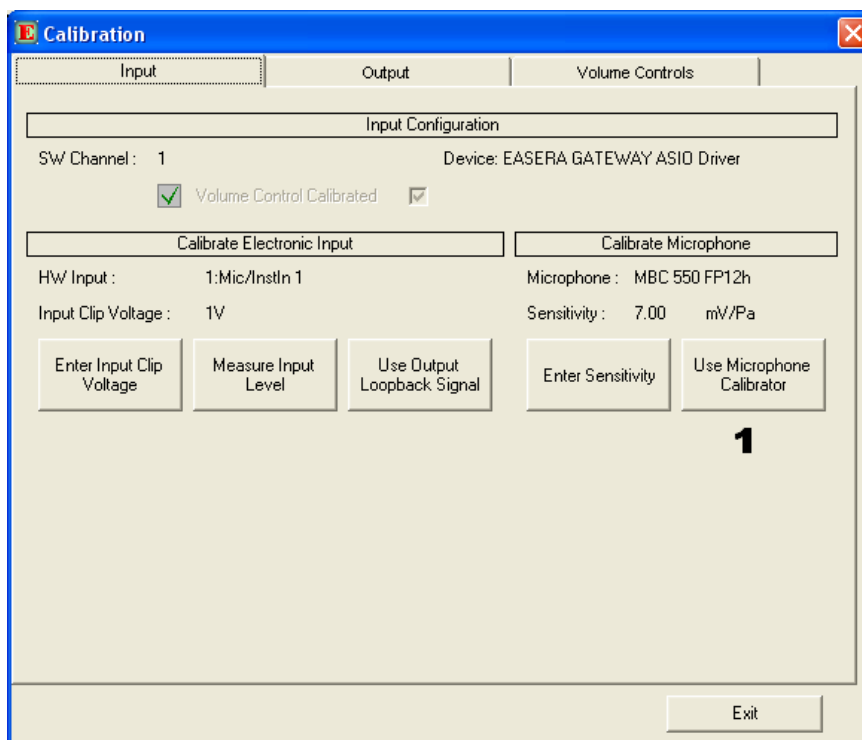 E Calibration
Input Output Volume Controls
Input Configuration
SW Channel : 1 Device: EASERA GATEWAY ASIO Driver
Volume Control Calibrated
Calibrate Electronic Input Calibrate Microphone
HW Input : 1:Mic/InstIn 1 Microphone : MBC 550 FP12h
Input Clip Voltage : 1V Sensitivity : 7.00 mV/Pa
Enter Input Clip Voltage Measure Input Level Use Output Loopback Signal Enter Sensitivity Use Microphone Calibrator
1
Exit